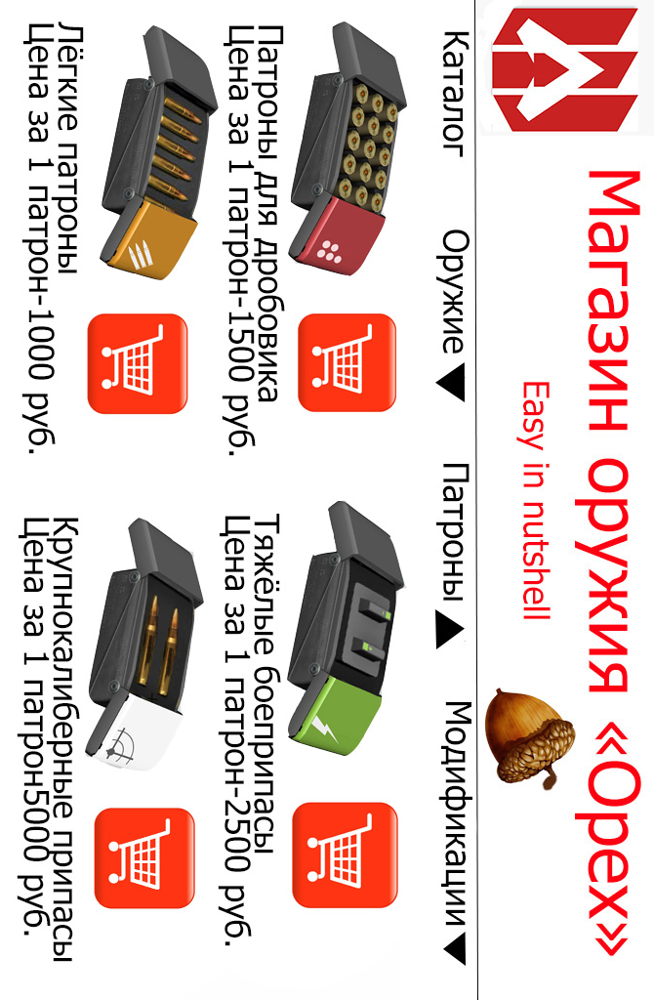 Магазин оружия «Орех»
Easy in nutshell
Каталог
Оружие
Патроны
Модификации
Патроны для дробовика
Цена за 1 патрон-1500 руб.
Тяжёлые боеприпасы
Цена за 1 патрон-2500 руб.
Лёгкие патроны
Цена за 1 патрон-1000 руб.
Крупнокалиберные припасы
Цена за 1 патрон5000 руб.